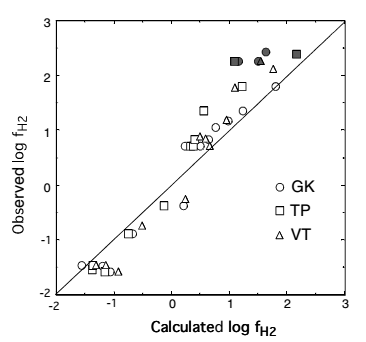 3
2
1
0
-1
-2
Observed log fH2
GK
TP
VT
-2 -1 0 1 2 3
Calculated log fH2